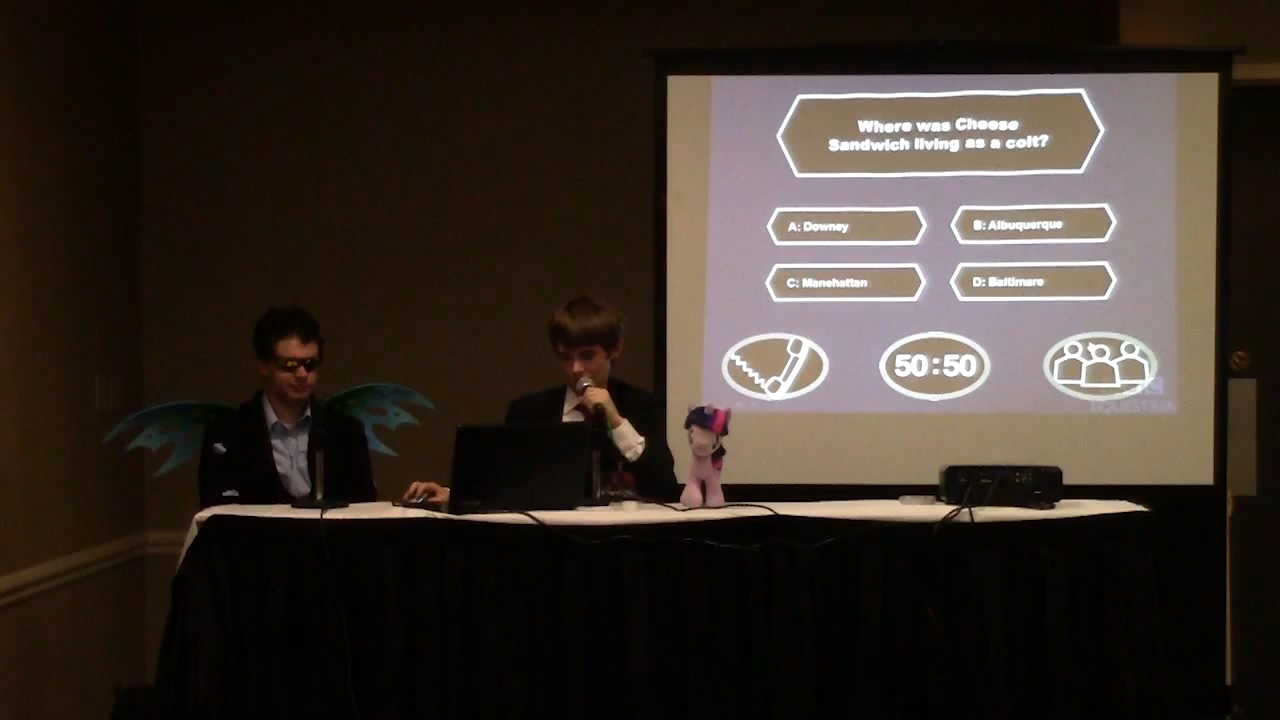 Where was Cheese
Sandwich living as a colt?
A: Downey
B: Albuquerque
C: Manehattan
D: Baltimare
50:50